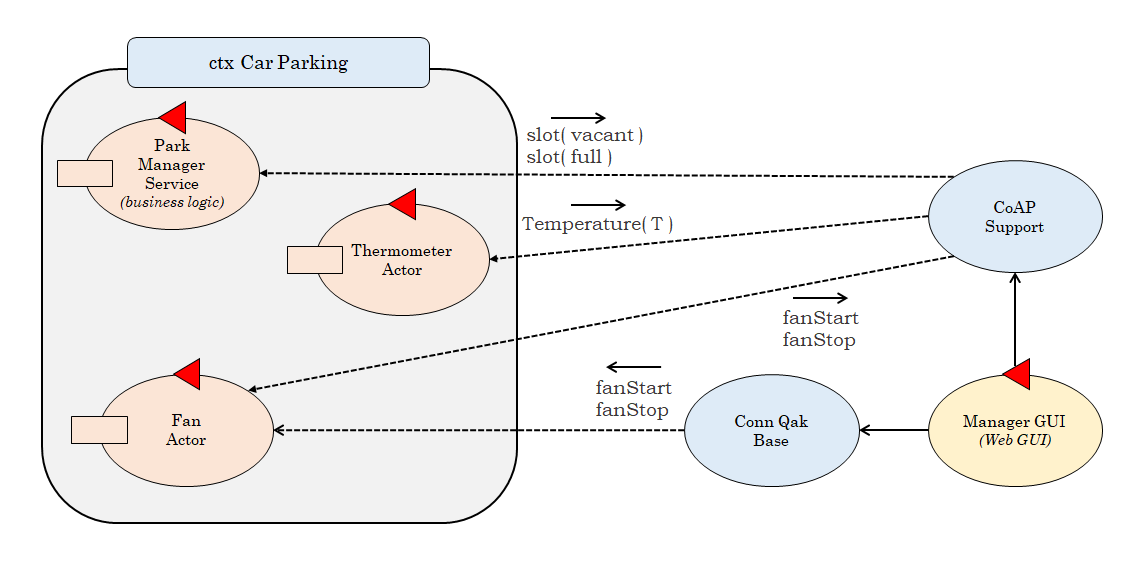 ctx Car Parking
Park
Manager
Service
(business logic)
slot( vacant )
slot( full )
Thermometer
Actor
Temperature( T )
CoAP
Support
fanStart
fanStop
fanStart
fanStop
Fan
Actor
Conn Qak
Base
Manager GUI
(Web GUI)